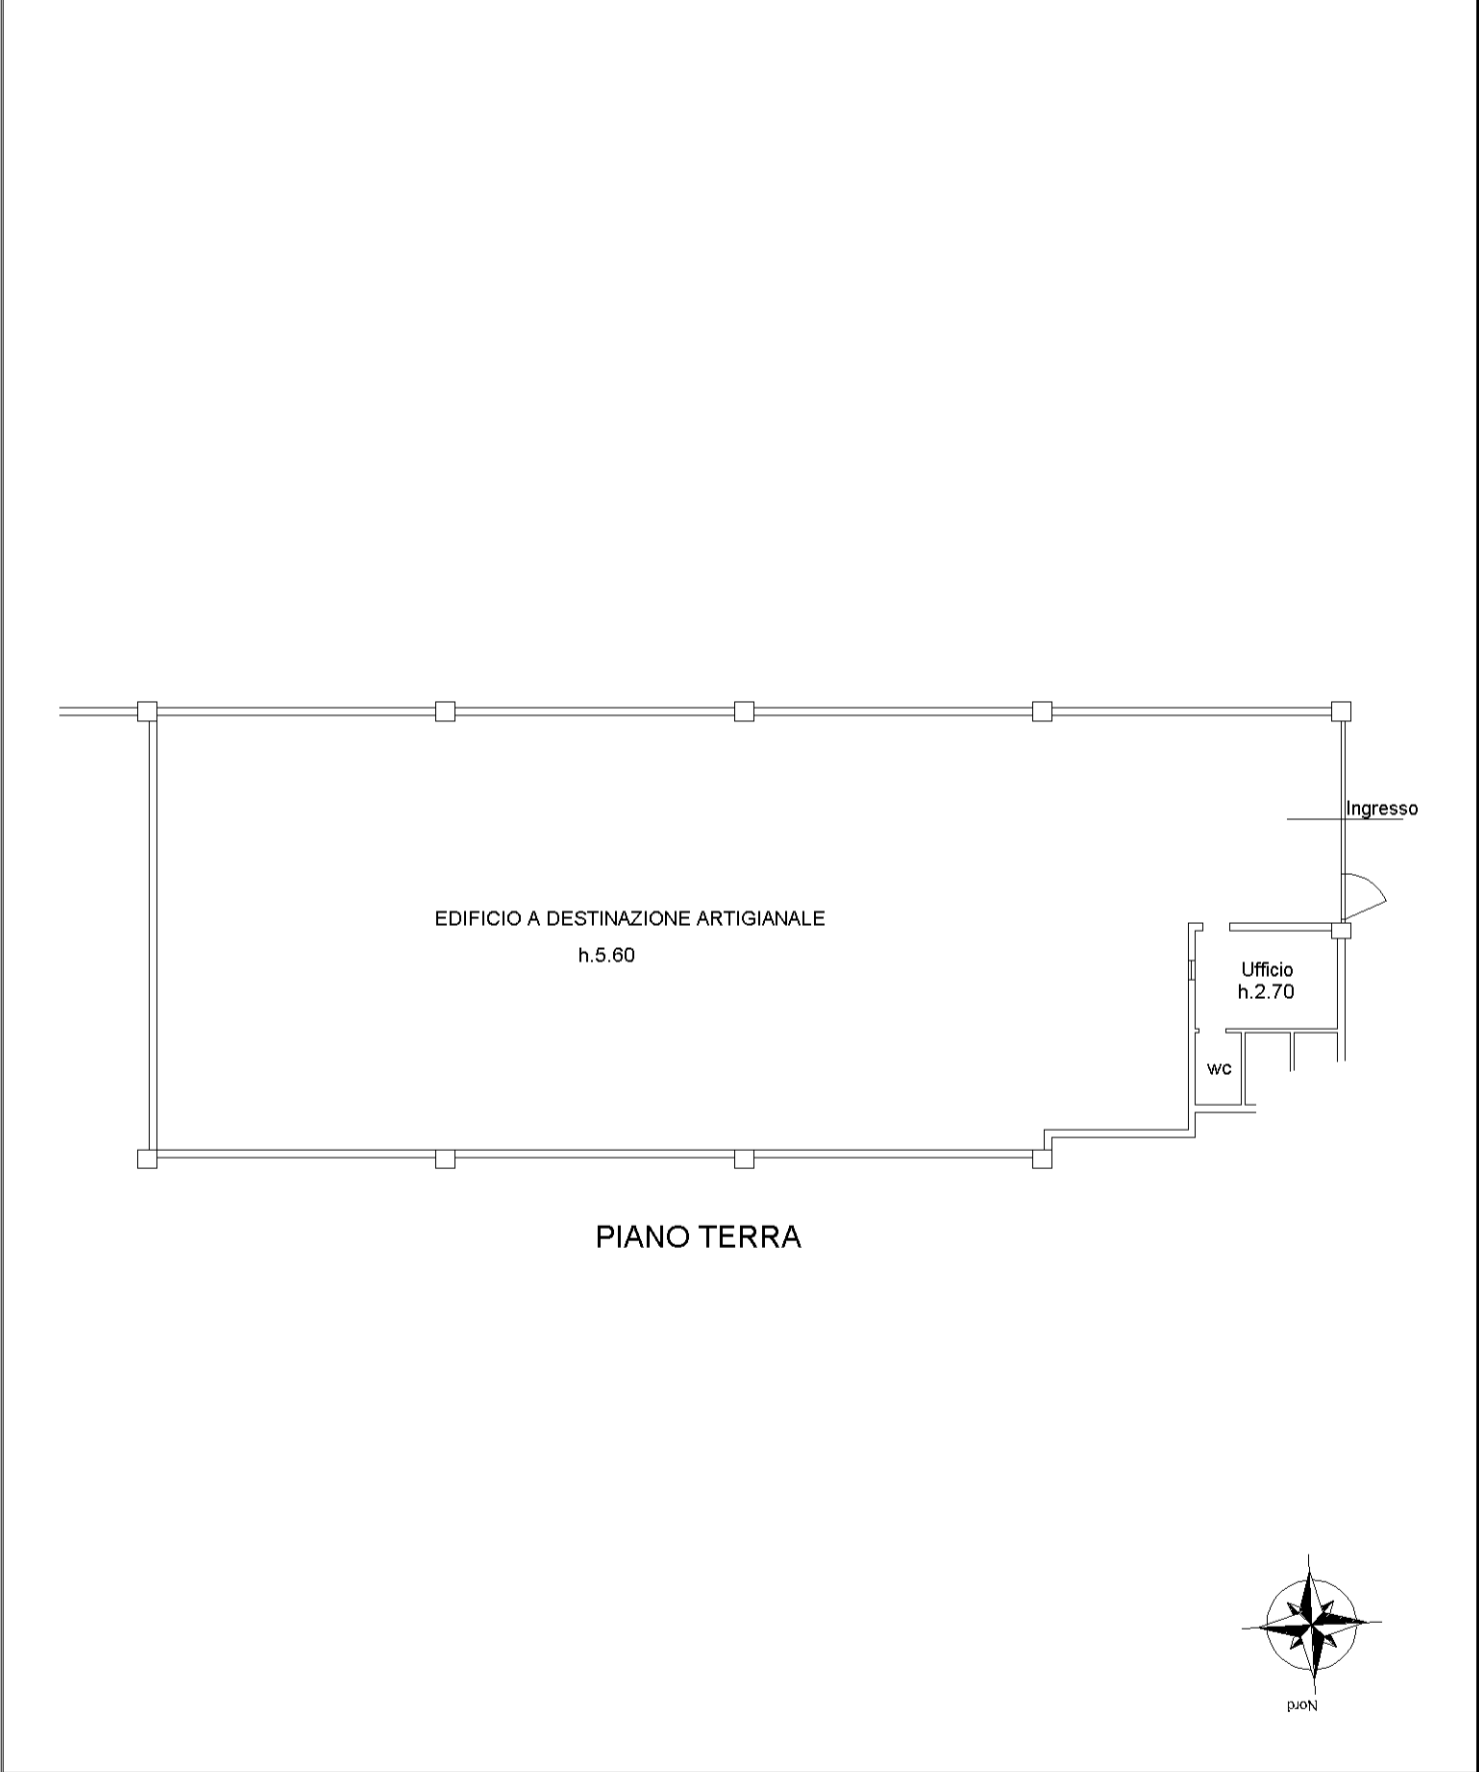 Ingresso
EDIFICIO A DESTINAZIONE ARTIGIANALE
h.5.60
Ufficio
h.2.70
wc
PIANO TERRA
Nord